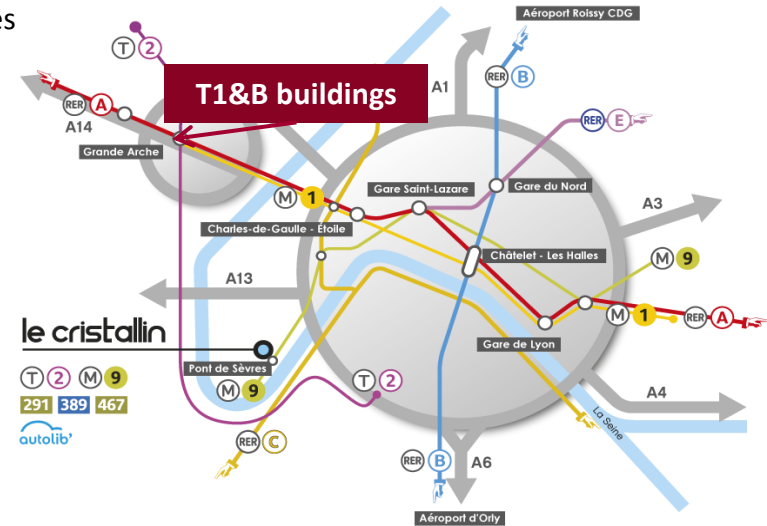 es
Aéroport Roissy CDG
T 2
RER B
A1
T1&B buildings
RER A
A14
RER E
Grande Arche
Gare Saint-Lazare
Gare du Nord
M 1
A3
Charles-de-Gaulle - Étoile
Châtelet - Les Halles
M 9
A13
M 1
RER A
le cristallin
Gare de Lyon
Pont de Sèvres
T 2 M 9
T 2
M 9
A4
291 389 467
La Seine
autolib'
RER C
RER B
A6
Aéroport d'Orly